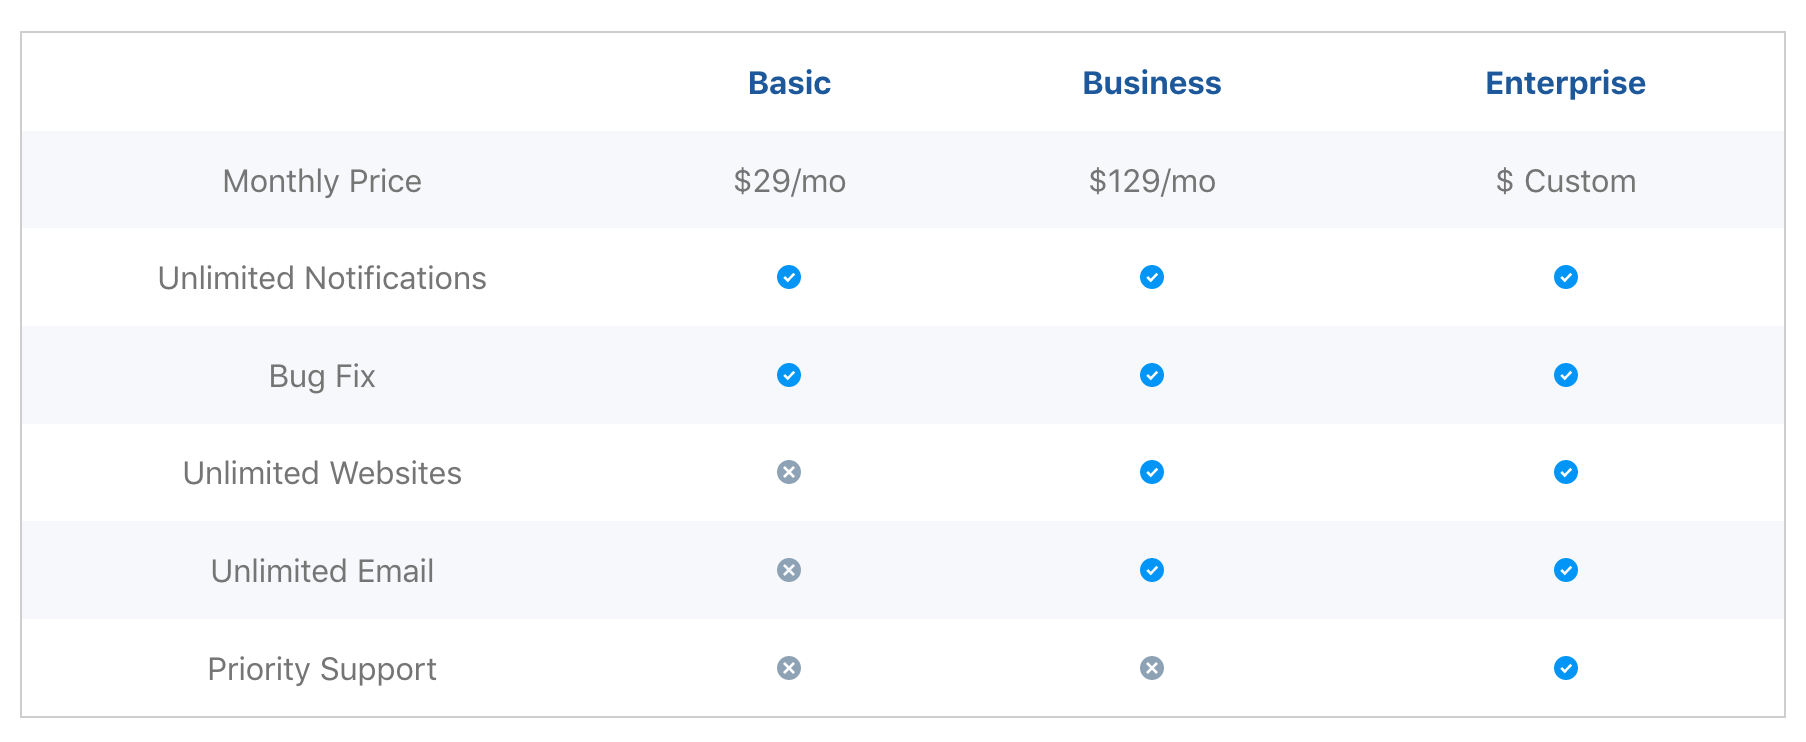 Basic Business Enterprise
Monthly Price $29/mo $129/mo $ Custom
Unlimited Notifications
Bug Fix
Unlimited Websites
Unlimited Email
Priority Support